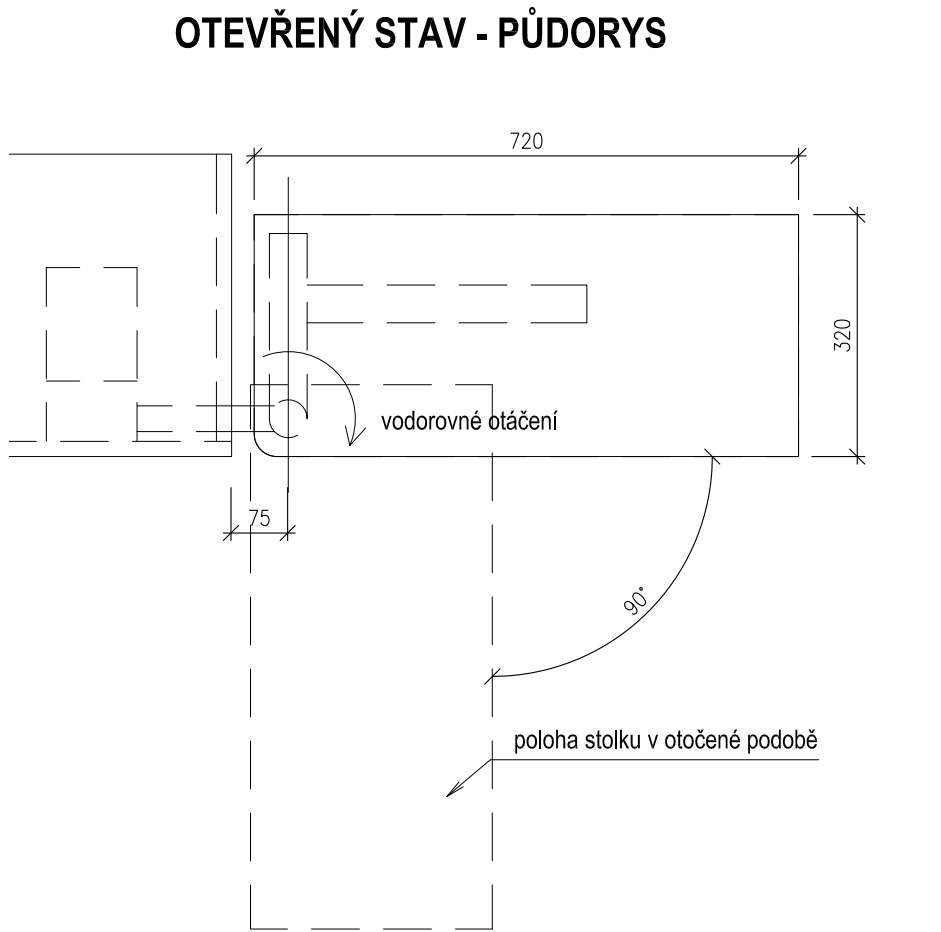 OTEVŘENÝ STAV - PŮDORYS
720
320
vodorovné otáčení
75
90°
poloha stolku v otočené podobě